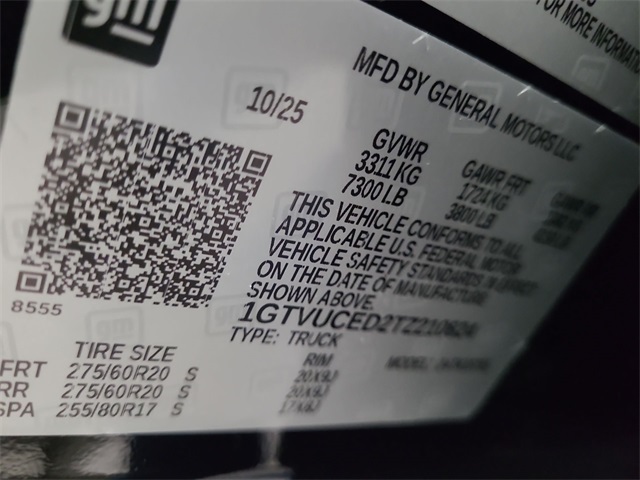 gm
MORE INFORMATION
MFD BY GENERAL MOTORS LLC
10/25
GVWR GAWR FRT
3311 KG 1724 KG
7300 LB 3800 LB
THIS VEHICLE CONFORMS TO ALL
APPLICABLE U.S. FEDERAL MOTOR
VEHICLE SAFETY STANDARDS IN EFFECT
ON THE DATE OF MANUFACTURE
SHOWN ABOVE.
1GTVUCED2TZ210624
TYPE: TRUCK
8555
TIRE SIZE RIM
FRT 275/60R20 S 20X9J
RR 275/60R20 S 20X9J
SPA 255/80R17 S 17X8J